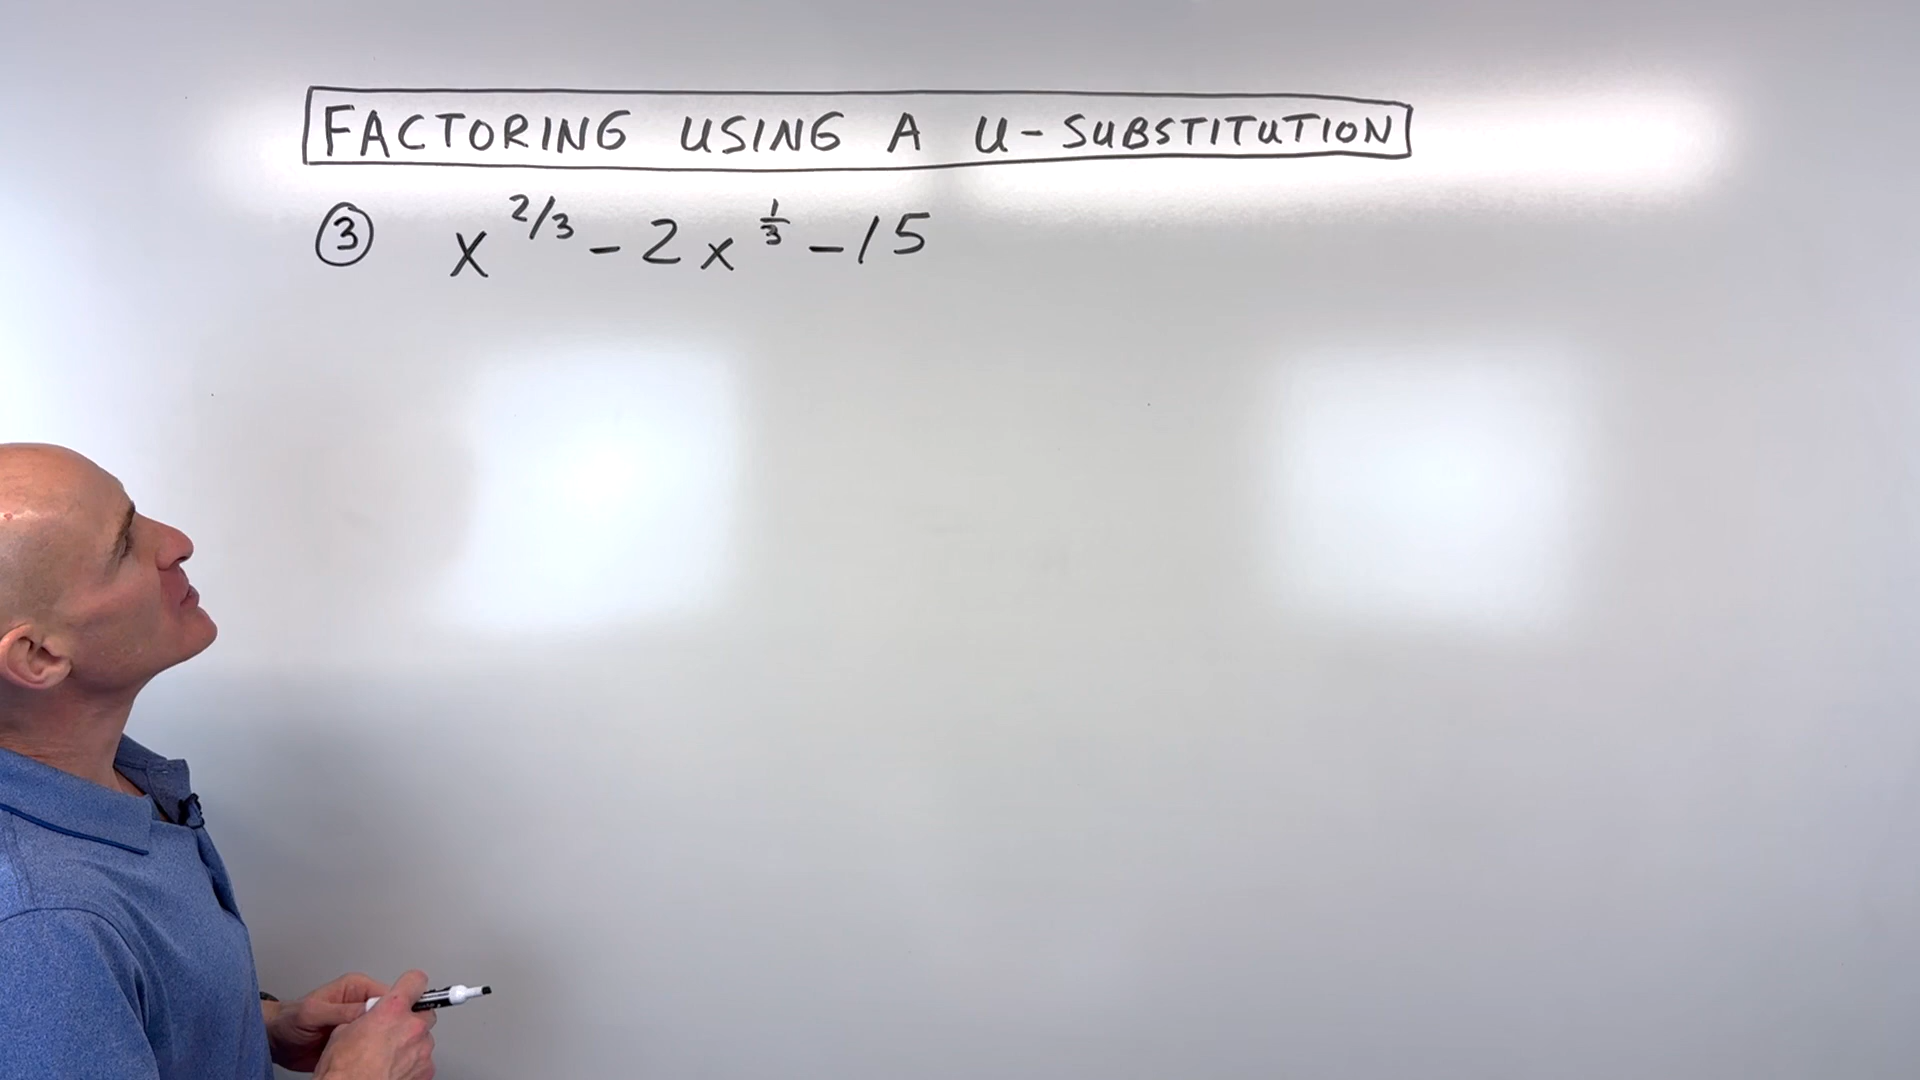 FACTORING USING A U-SUBSTITUTION
③ x^{2/3} - 2x^{1/3} - 15